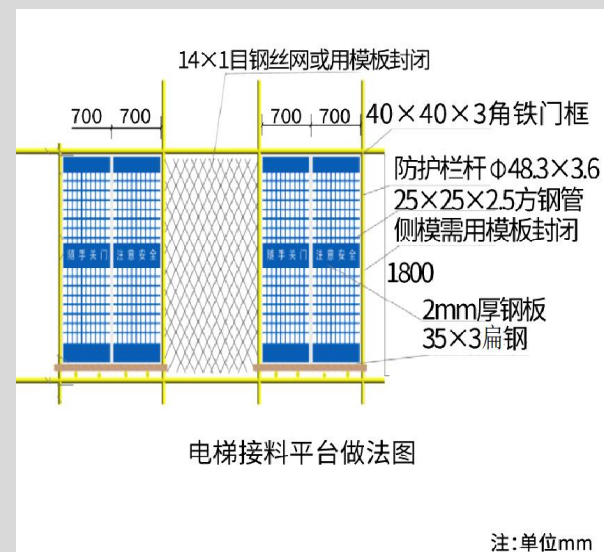 14×1目钢丝网或用模板封闭
700 700 700 700
40×40×3角铁门框
防护栏杆Φ48.3×3.6
25×25×2.5方钢管
侧模需用模板封闭
随手关门 注意安全 随手关门 注意安全
1800
2mm厚钢板
35×3扁钢
电梯接料平台做法图
注:单位mm